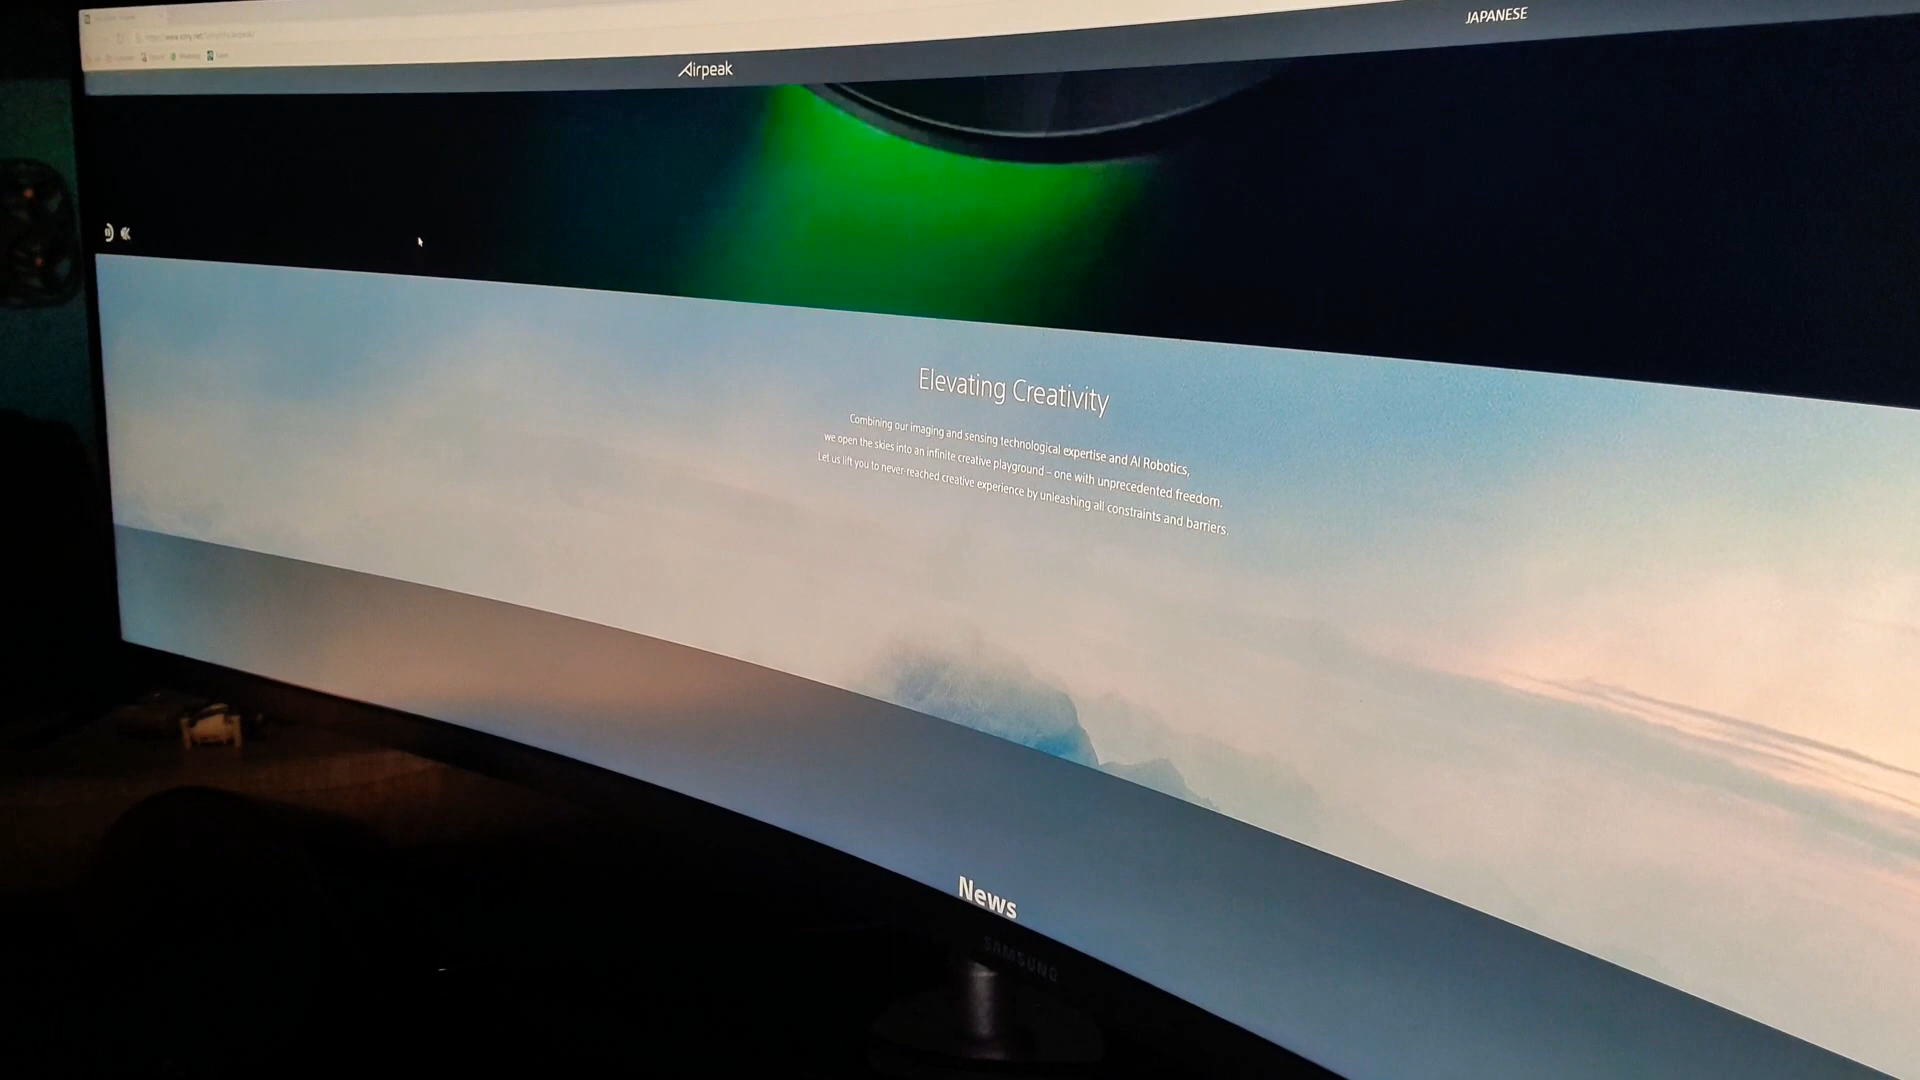 JAPANESE
Airpeak
Elevating Creativity
Combining our imaging and sensing technological expertise and AI Robotics,
we open the skies into an infinite creative playground – one with unprecedented freedom.
Let us lift you to never-reached creative experience by unleashing all constraints and barriers.
News
SAMSUNG